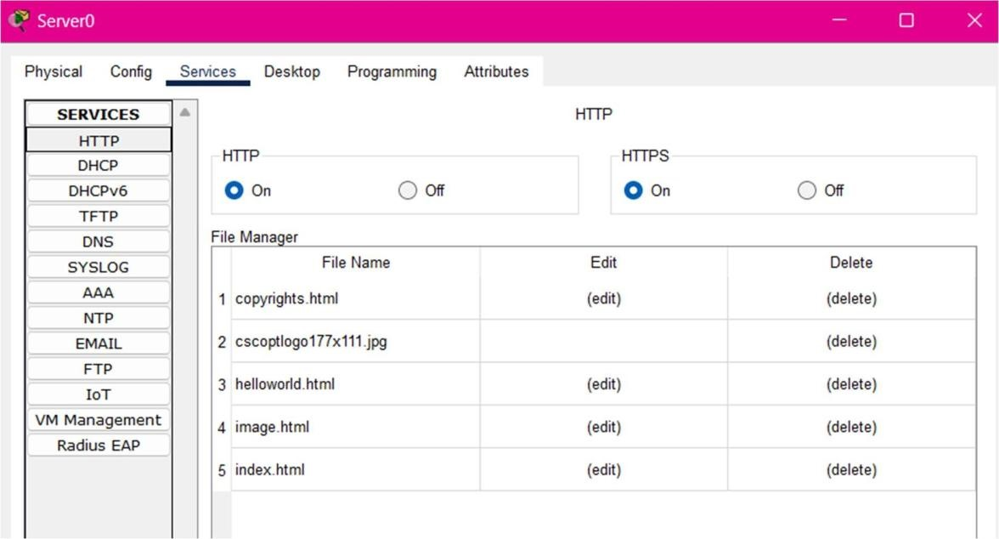 Server0
Physical Config Services Desktop Programming Attributes
SERVICES
HTTP
DHCP
DHCPv6
TFTP
DNS
SYSLOG
AAA
NTP
EMAIL
FTP
IoT
VM Management
Radius EAP
HTTP
HTTP
On Off
HTTPS
On Off
File Manager
File Name Edit Delete
1 copyrights.html (edit) (delete)
2 cscoptlogo177x111.jpg (delete)
3 helloworld.html (edit) (delete)
4 image.html (edit) (delete)
5 index.html (edit) (delete)